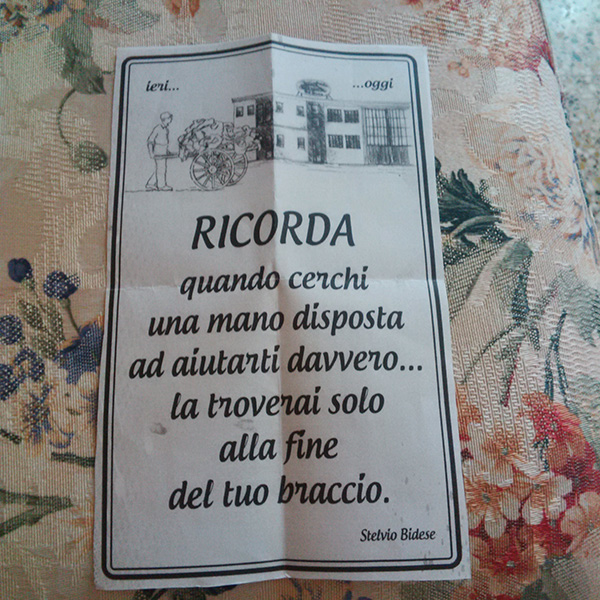 ieri... ...oggi
RICORDA
quando cerchi
una mano disposta
ad aiutarti davvero...
la troverai solo
alla fine
del tuo braccio.
Stelvio Bidese